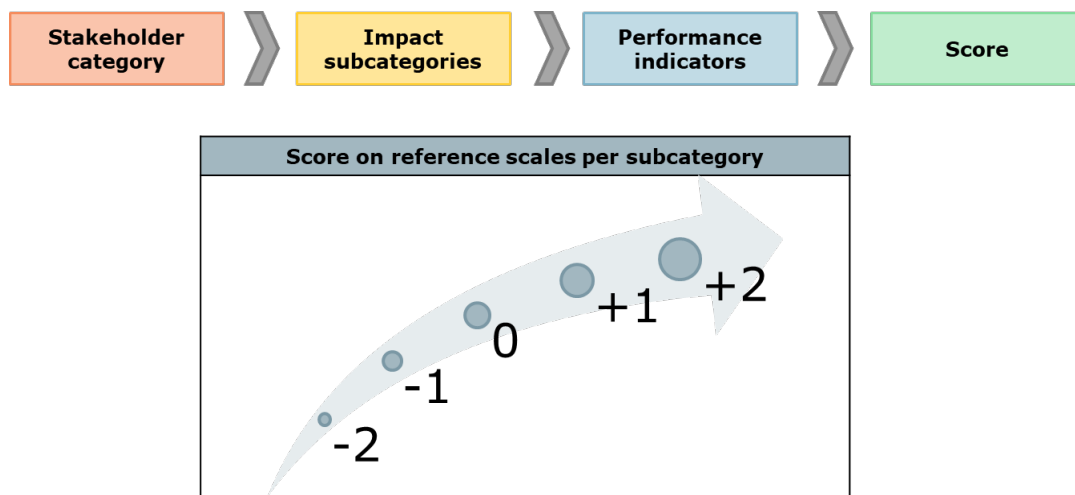 Stakeholder
category
Impact
subcategories
Performance
indicators
Score
Score on reference scales per subcategory
-2
-1
0
+1
+2